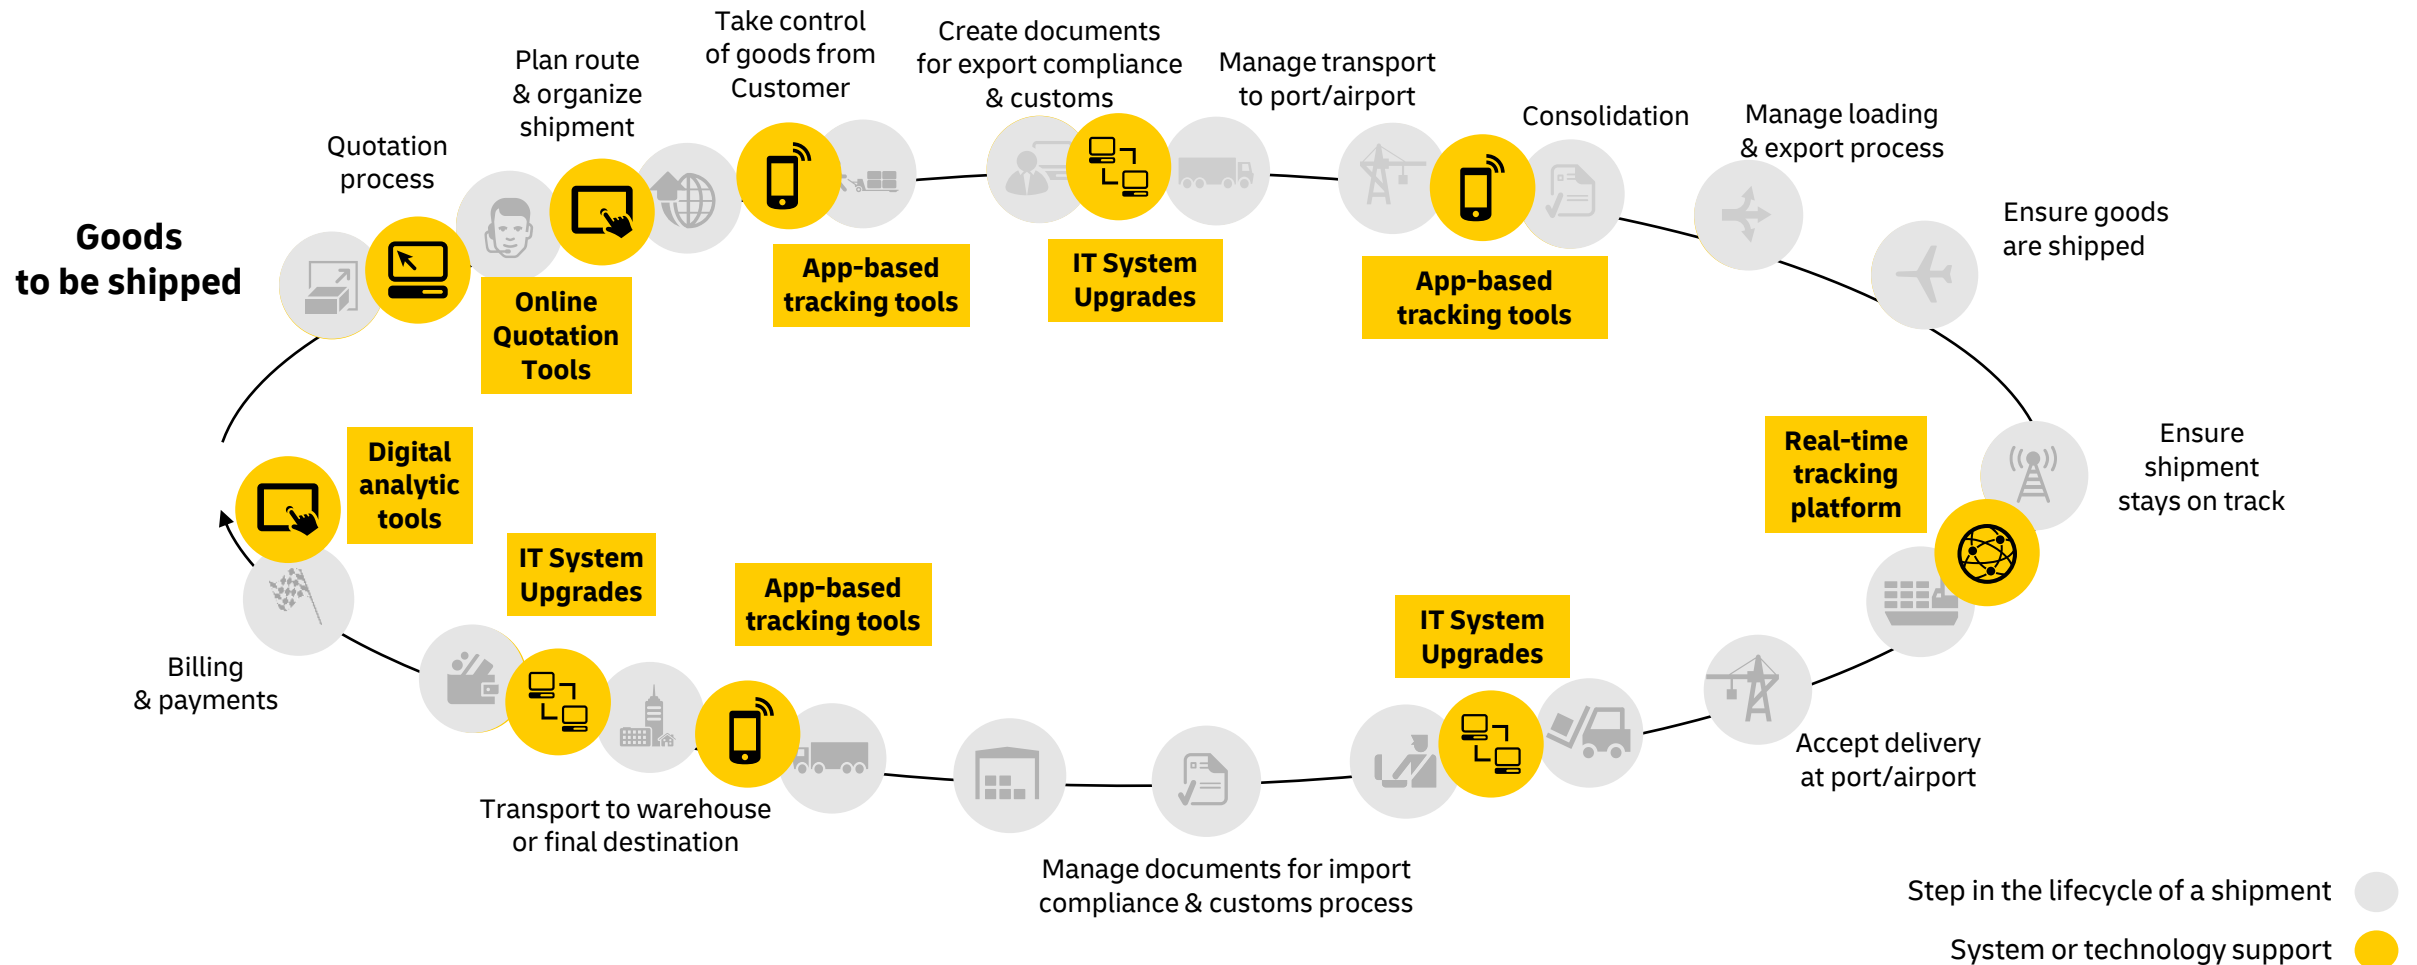 Goods
to be shipped
Quotation
process
Plan route
& organize
shipment
Take control
of goods from
Customer
Create documents
for export compliance
& customs
Manage transport
to port/airport
Consolidation
Manage loading
& export process
Ensure goods
are shipped
Ensure
shipment
stays on track
Online
Quotation
Tools
App-based
tracking tools
IT System
Upgrades
App-based
tracking tools
Real-time
tracking
platform
Digital
analytic
tools
IT System
Upgrades
App-based
tracking tools
IT System
Upgrades
Accept delivery
at port/airport
Manage documents for import
compliance & customs process
Transport to warehouse
or final destination
Billing
& payments
Step in the lifecycle of a shipment
System or technology support